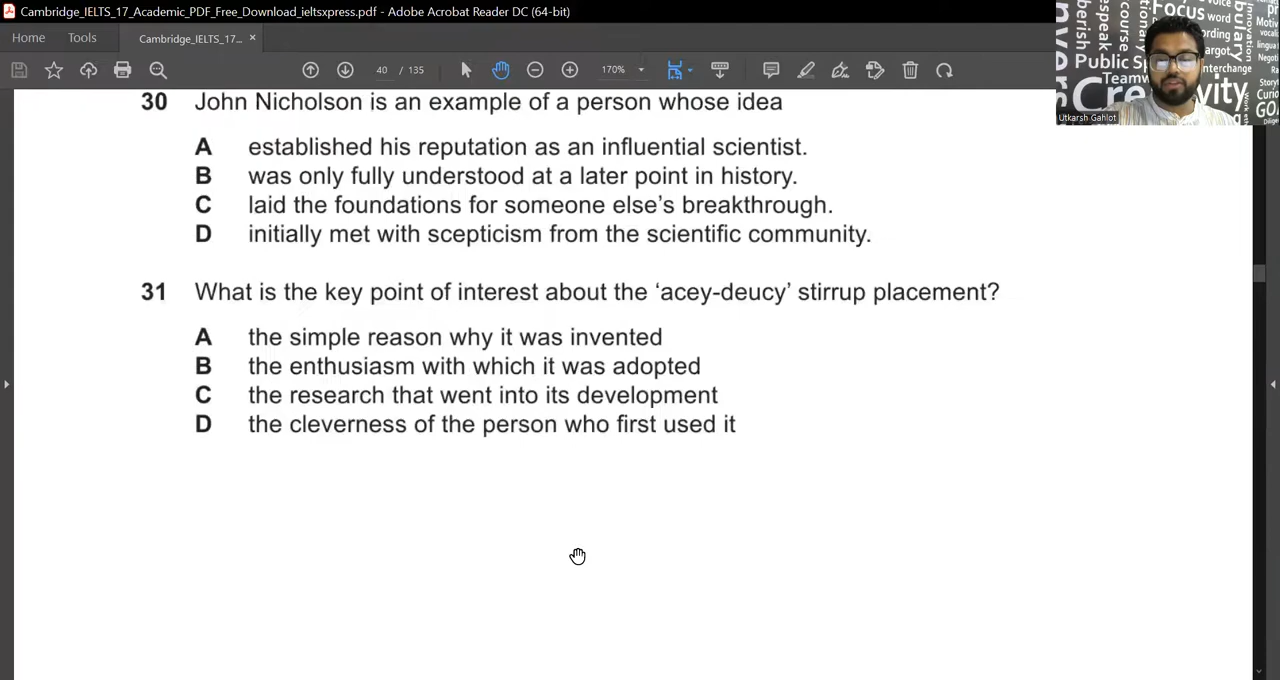 Cambridge_IELTS_17_Academic_PDF_Free_Download_ieltsxpress.pdf - Adobe Acrobat Reader DC (64-bit)
Home Tools Cambridge_IELTS_17... ×
40 / 135 170%
30 John Nicholson is an example of a person whose idea
A established his reputation as an influential scientist.
B was only fully understood at a later point in history.
C laid the foundations for someone else’s breakthrough.
D initially met with scepticism from the scientific community.
31 What is the key point of interest about the ‘acey-deucy’ stirrup placement?
A the simple reason why it was invented
B the enthusiasm with which it was adopted
C the research that went into its development
D the cleverness of the person who first used it
Focus
word
speak
course
Public
Teamw
Innovation
interchange
Utkarsh Gahlot